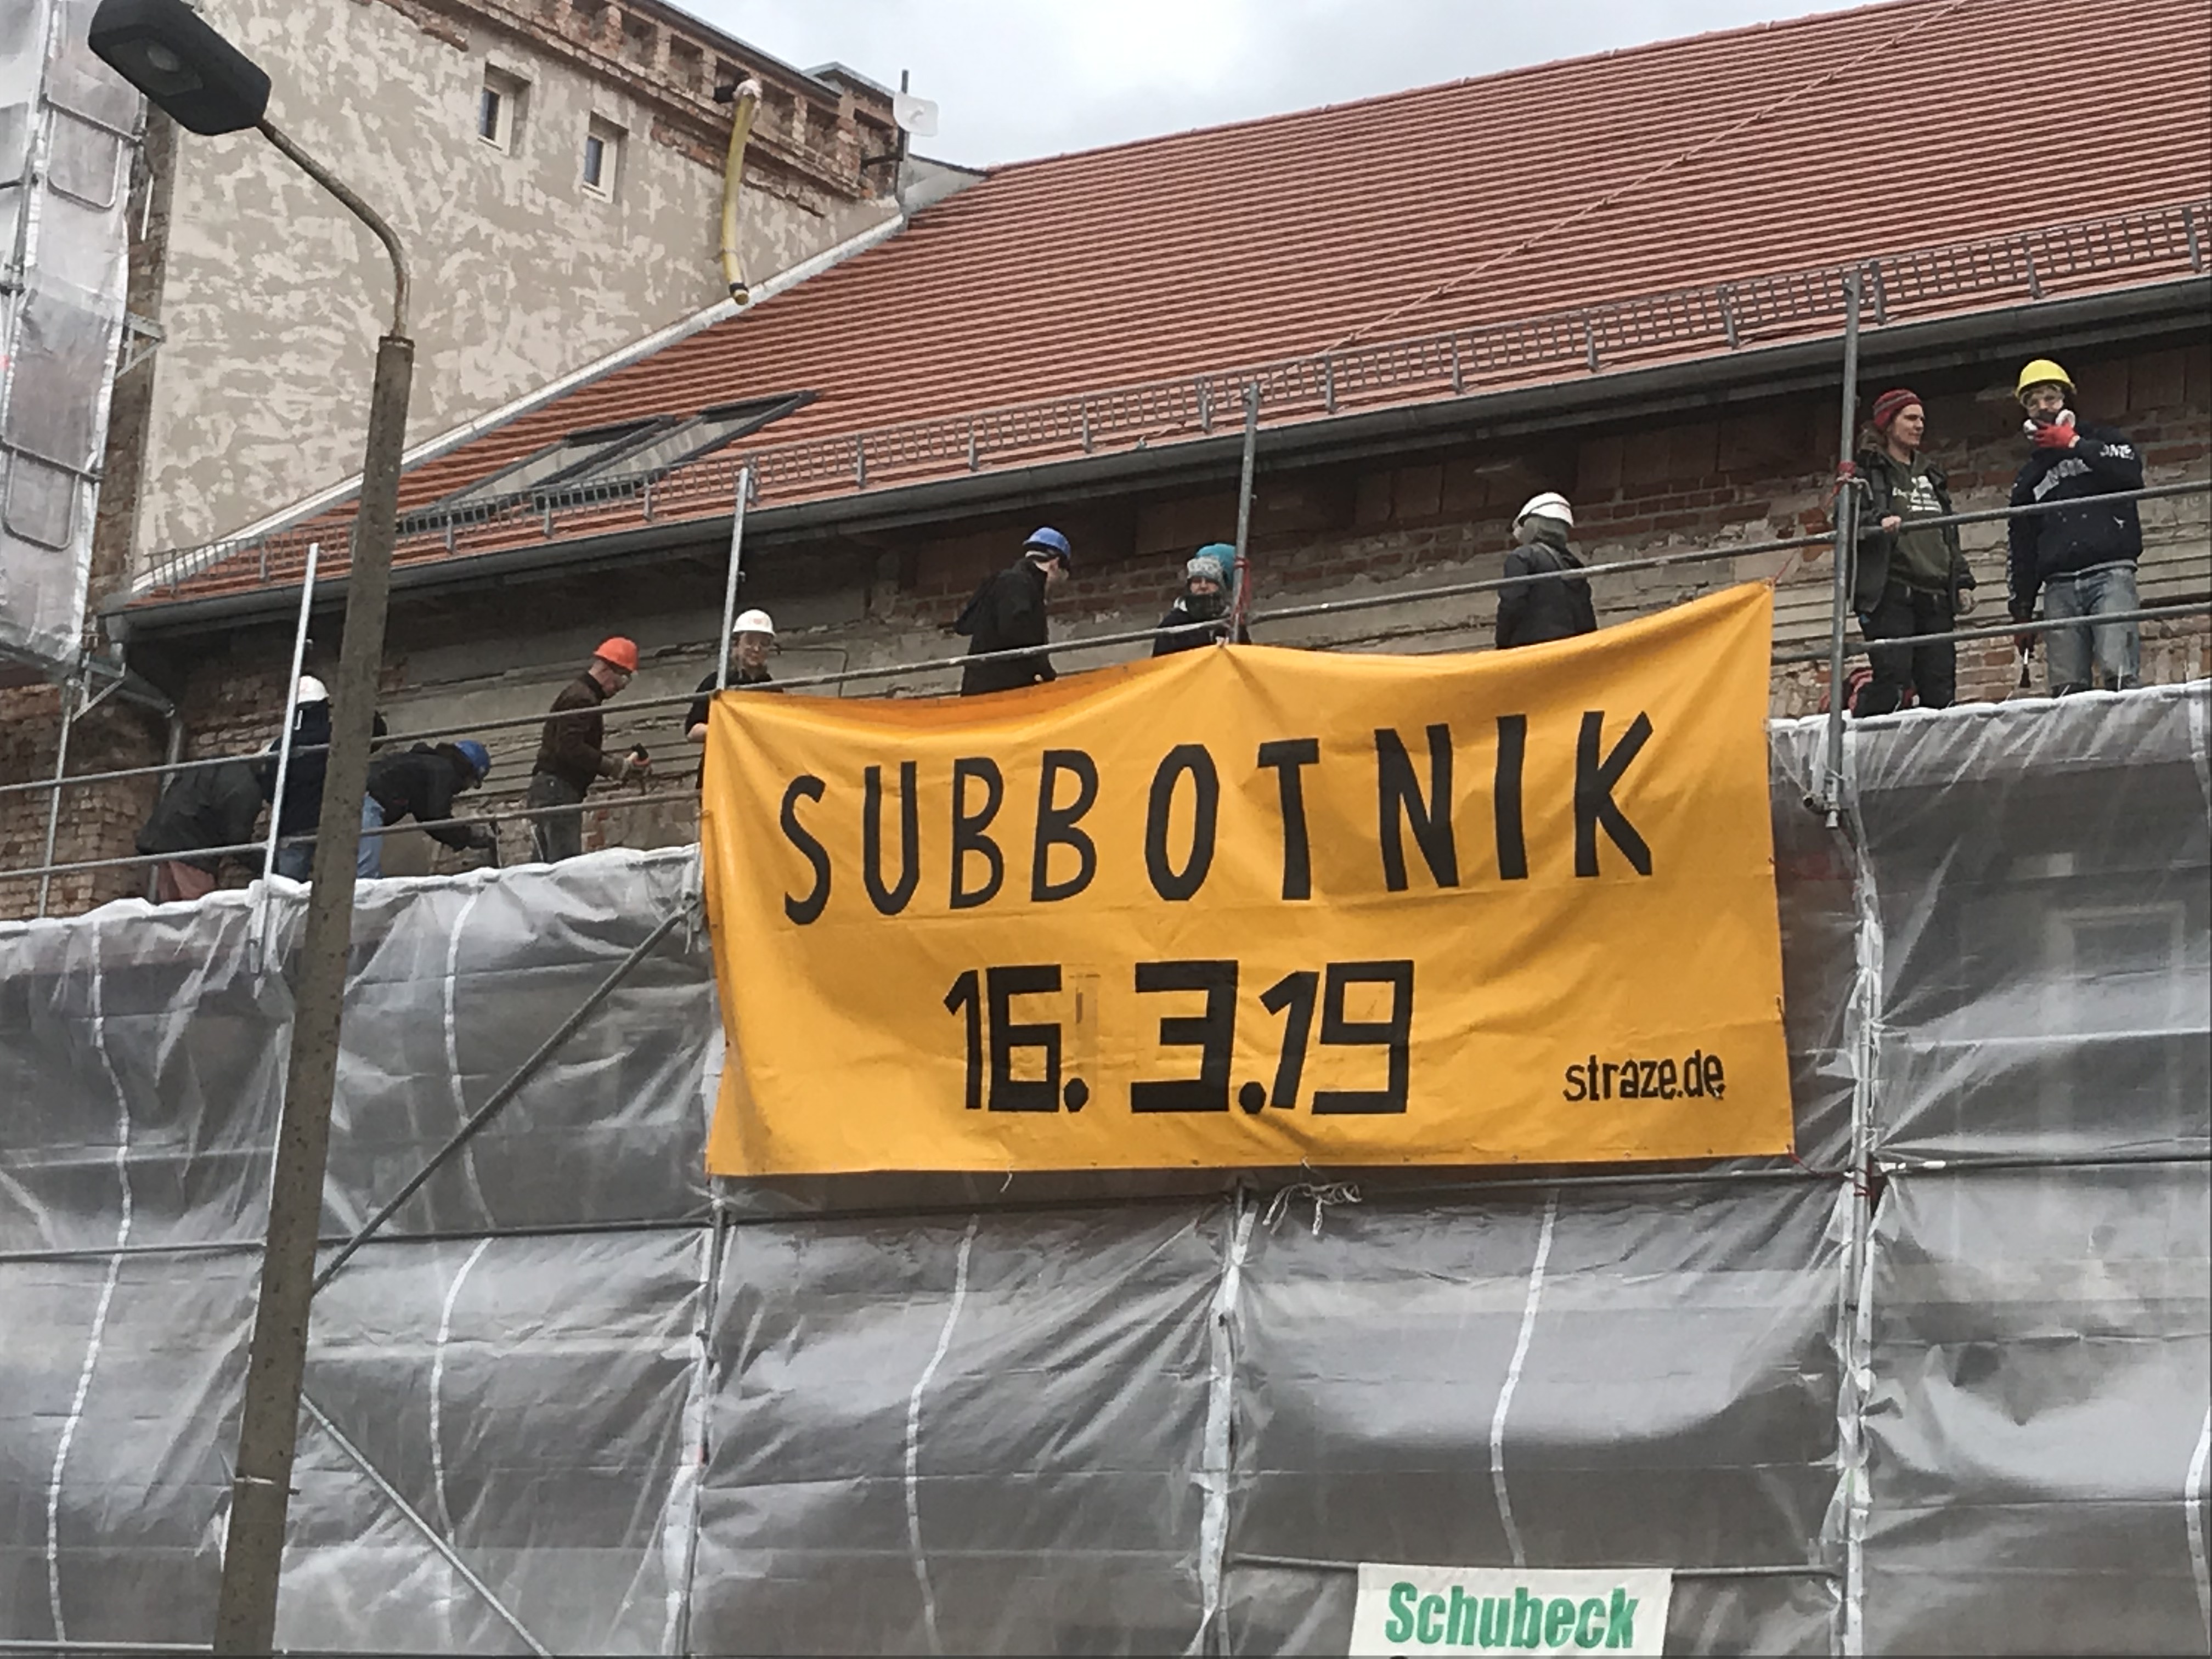 SUBBOTNIK
16. 3.19
straze.de
Schubeck